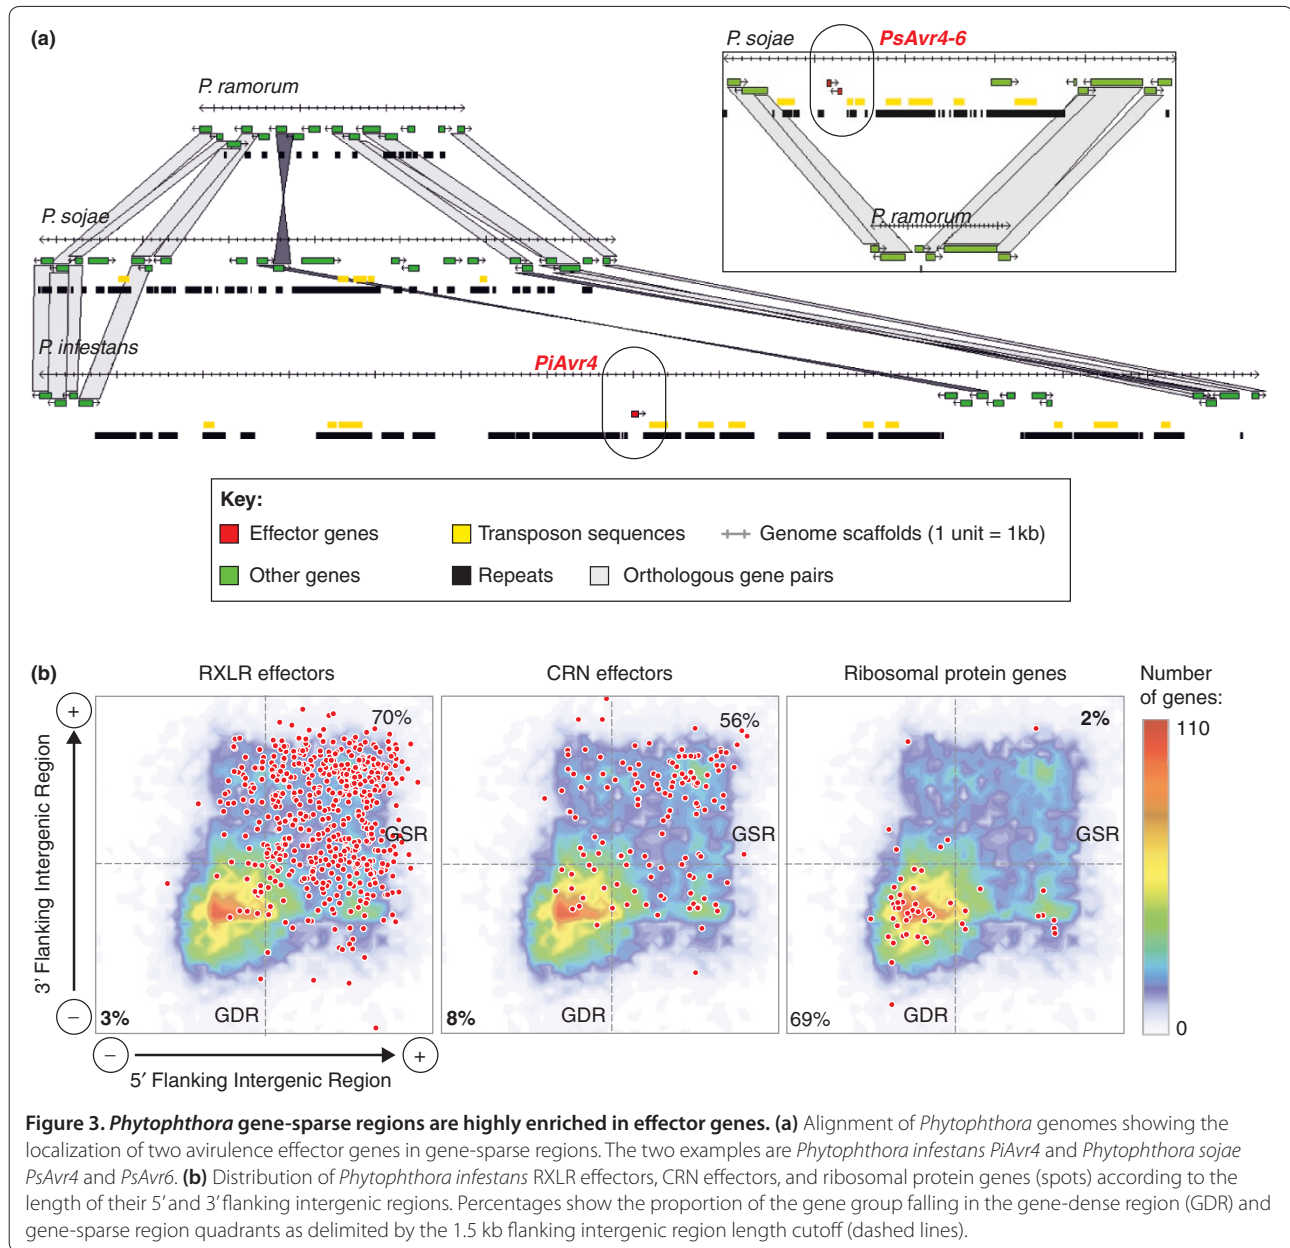 (a)
P. sojae
PsAvr4-6
P. ramorum
P. ramorum
P. sojae
P. infestans
PiAvr4
Key:
Effector genes
Transposon sequences
Genome scaffolds (1 unit = 1kb)
Other genes
Repeats
Orthologous gene pairs
(b)
RXLR effectors
CRN effectors
Ribosomal protein genes
Number
of genes:
110
0
+
3’ Flanking Intergenic Region
−
70%
GSR
3%
GDR
56%
GSR
8%
GDR
2%
GSR
69%
GDR
−
+
5′ Flanking Intergenic Region
Figure 3. Phytophthora gene-sparse regions are highly enriched in effector genes. (a) Alignment of Phytophthora genomes showing the
localization of two avirulence effector genes in gene-sparse regions. The two examples are Phytophthora infestans PiAvr4 and Phytophthora sojae
PsAvr4 and PsAvr6. (b) Distribution of Phytophthora infestans RXLR effectors, CRN effectors, and ribosomal protein genes (spots) according to the
length of their 5’ and 3’ flanking intergenic regions. Percentages show the proportion of the gene group falling in the gene-dense region (GDR) and
gene-sparse region quadrants as delimited by the 1.5 kb flanking intergenic region length cutoff (dashed lines).